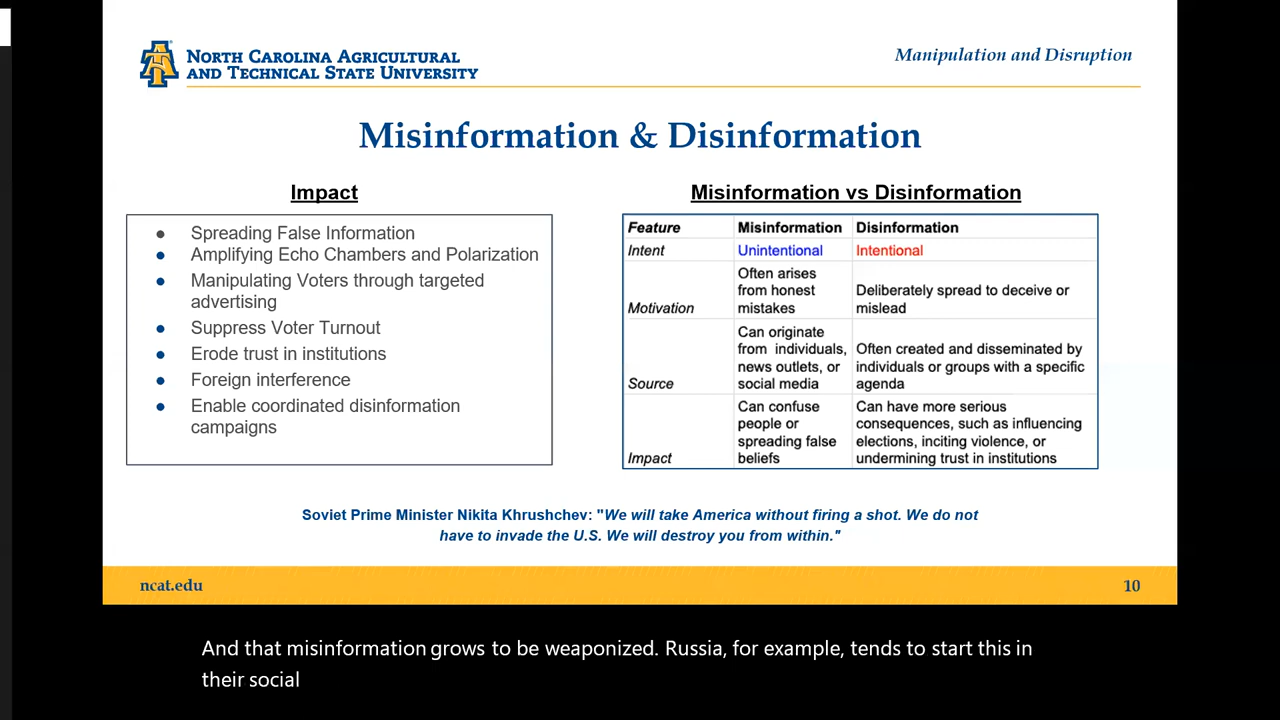 NORTH CAROLINA AGRICULTURAL
AND TECHNICAL STATE UNIVERSITY
Manipulation and Disruption
Misinformation & Disinformation
Impact
● Spreading False Information
● Amplifying Echo Chambers and Polarization
● Manipulating Voters through targeted
advertising
● Suppress Voter Turnout
● Erode trust in institutions
● Foreign interference
● Enable coordinated disinformation
campaigns
Misinformation vs Disinformation
Feature Misinformation Disinformation
Intent Unintentional Intentional
Often arises
from honest
mistakes
Deliberately spread to deceive or
mislead
Motivation
Can originate
from individuals,
news outlets, or
social media
Often created and disseminated by
individuals or groups with a specific
agenda
Source
Can confuse
people or
spreading false
beliefs
Can have more serious
consequences, such as influencing
elections, inciting violence, or
undermining trust in institutions
Impact
Soviet Prime Minister Nikita Khrushchev: "We will take America without firing a shot. We do not
have to invade the U.S. We will destroy you from within."
ncat.edu
10
And that misinformation grows to be weaponized. Russia, for example, tends to start this in
their social